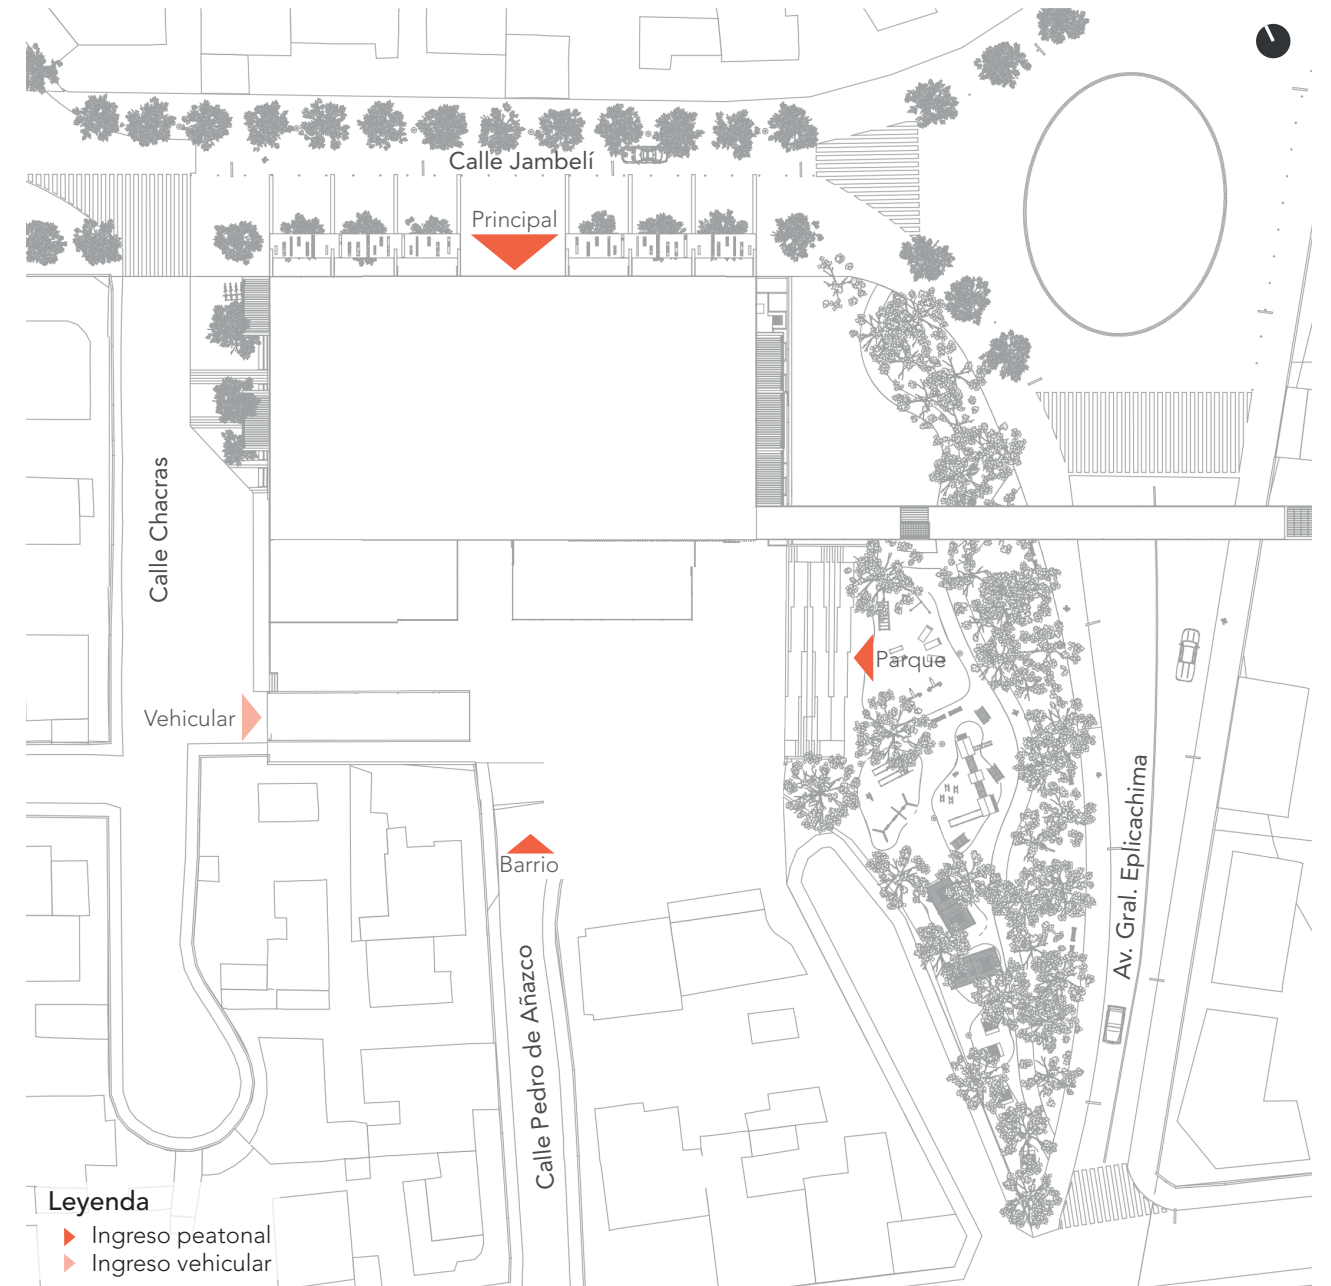 Calle Jambelí
Principal
Calle Chacras
Parque
Vehicular
Av. Gral. Eplicachima
Barrio
Calle Pedro de Añazco
Leyenda
Ingreso peatonal
Ingreso vehicular